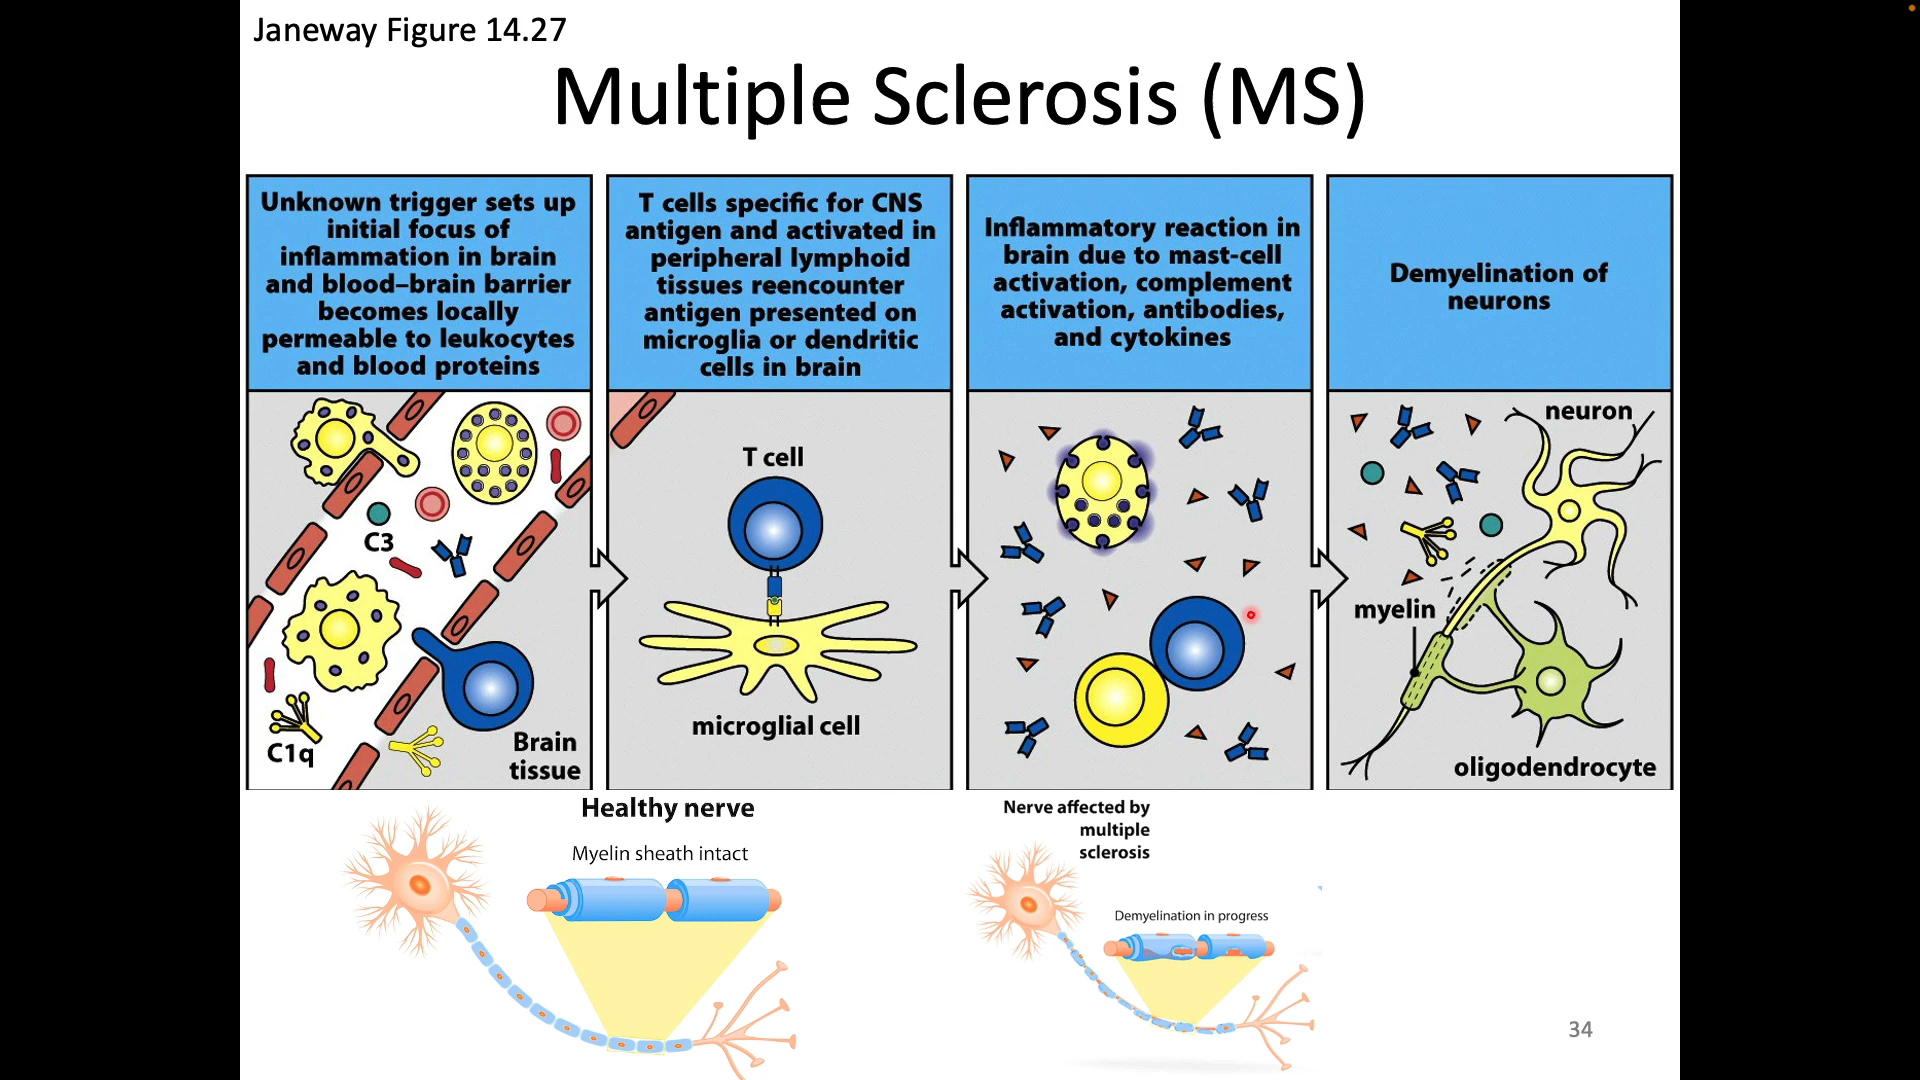 Janeway Figure 14.27
Multiple Sclerosis (MS)
Unknown trigger sets up
initial focus of
inflammation in brain
and blood–brain barrier
becomes locally
permeable to leukocytes
and blood proteins
T cells specific for CNS
antigen and activated in
peripheral lymphoid
tissues reencounter
antigen presented on
microglia or dendritic
cells in brain
Inflammatory reaction in
brain due to mast-cell
activation, complement
activation, antibodies,
and cytokines
Demyelination of
neurons
C3
C1q
Brain
tissue
T cell
microglial cell
neuron
myelin
oligodendrocyte
Healthy nerve
Myelin sheath intact
Nerve affected by
multiple
sclerosis
Demyelination in progress
34